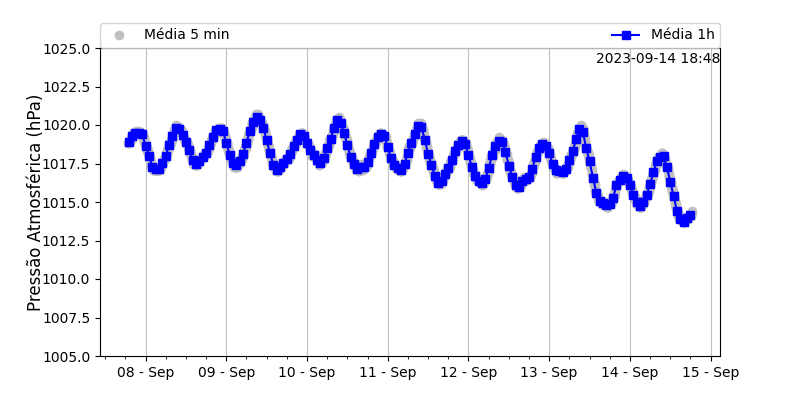 Média 5 min
Média 1h
2023-09-14 18:48
Pressão Atmosférica (hPa)
1025.0
1022.5
1020.0
1017.5
1015.0
1012.5
1010.0
1007.5
1005.0
08 - Sep
09 - Sep
10 - Sep
11 - Sep
12 - Sep
13 - Sep
14 - Sep
15 - Sep